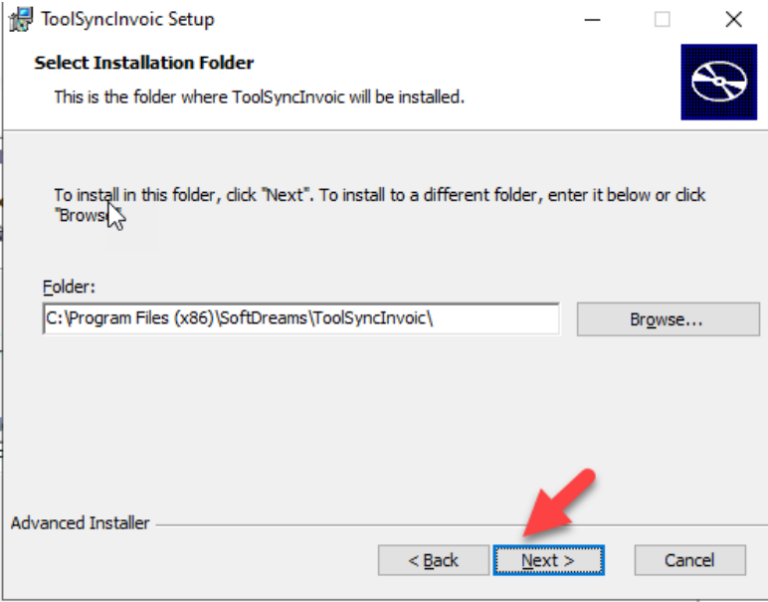 ToolSyncInvoic Setup
Select Installation Folder
This is the folder where ToolSyncInvoic will be installed.
To install in this folder, click "Next". To install to a different folder, enter it below or click
"Browse".
Folder:
C:\Program Files (x86)\SoftDreams\ToolSyncInvoic\
Browse...
Advanced Installer
< Back
Next >
Cancel